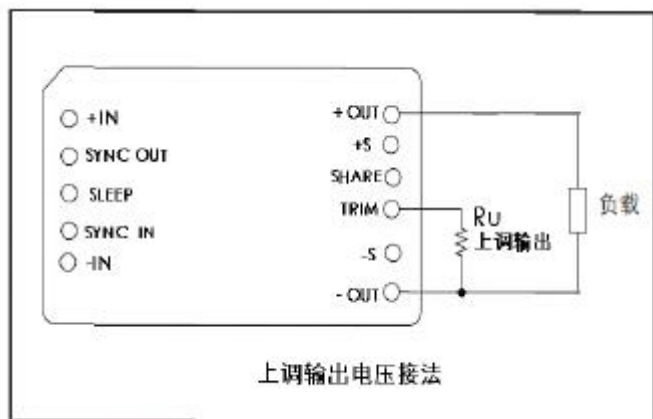 +IN
SYNC OUT
SLEEP
SYNC IN
-IN
+OUT
+S
SHARE
TRIM
-S
-OUT
RU
上调输出
负载
上调输出电压接法